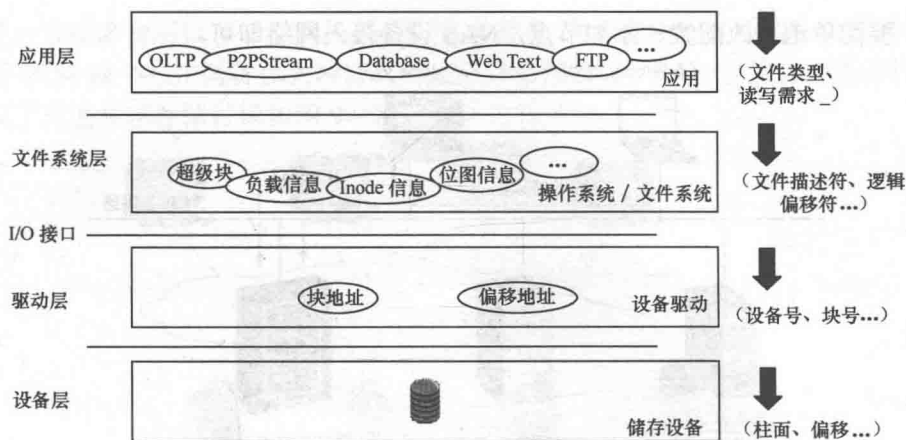 应用层
OLTP P2PStream Database Web Text FTP ...
应用
(文件类型、
读写需求_)
文件系统层
超级块 负载信息 Inode 信息 位图信息 ...
操作系统 / 文件系统
(文件描述符、逻辑
偏移符...)
I/O 接口
驱动层
块地址 偏移地址
设备驱动
(设备号、块号...)
设备层
储存设备
(柱面、偏移...)